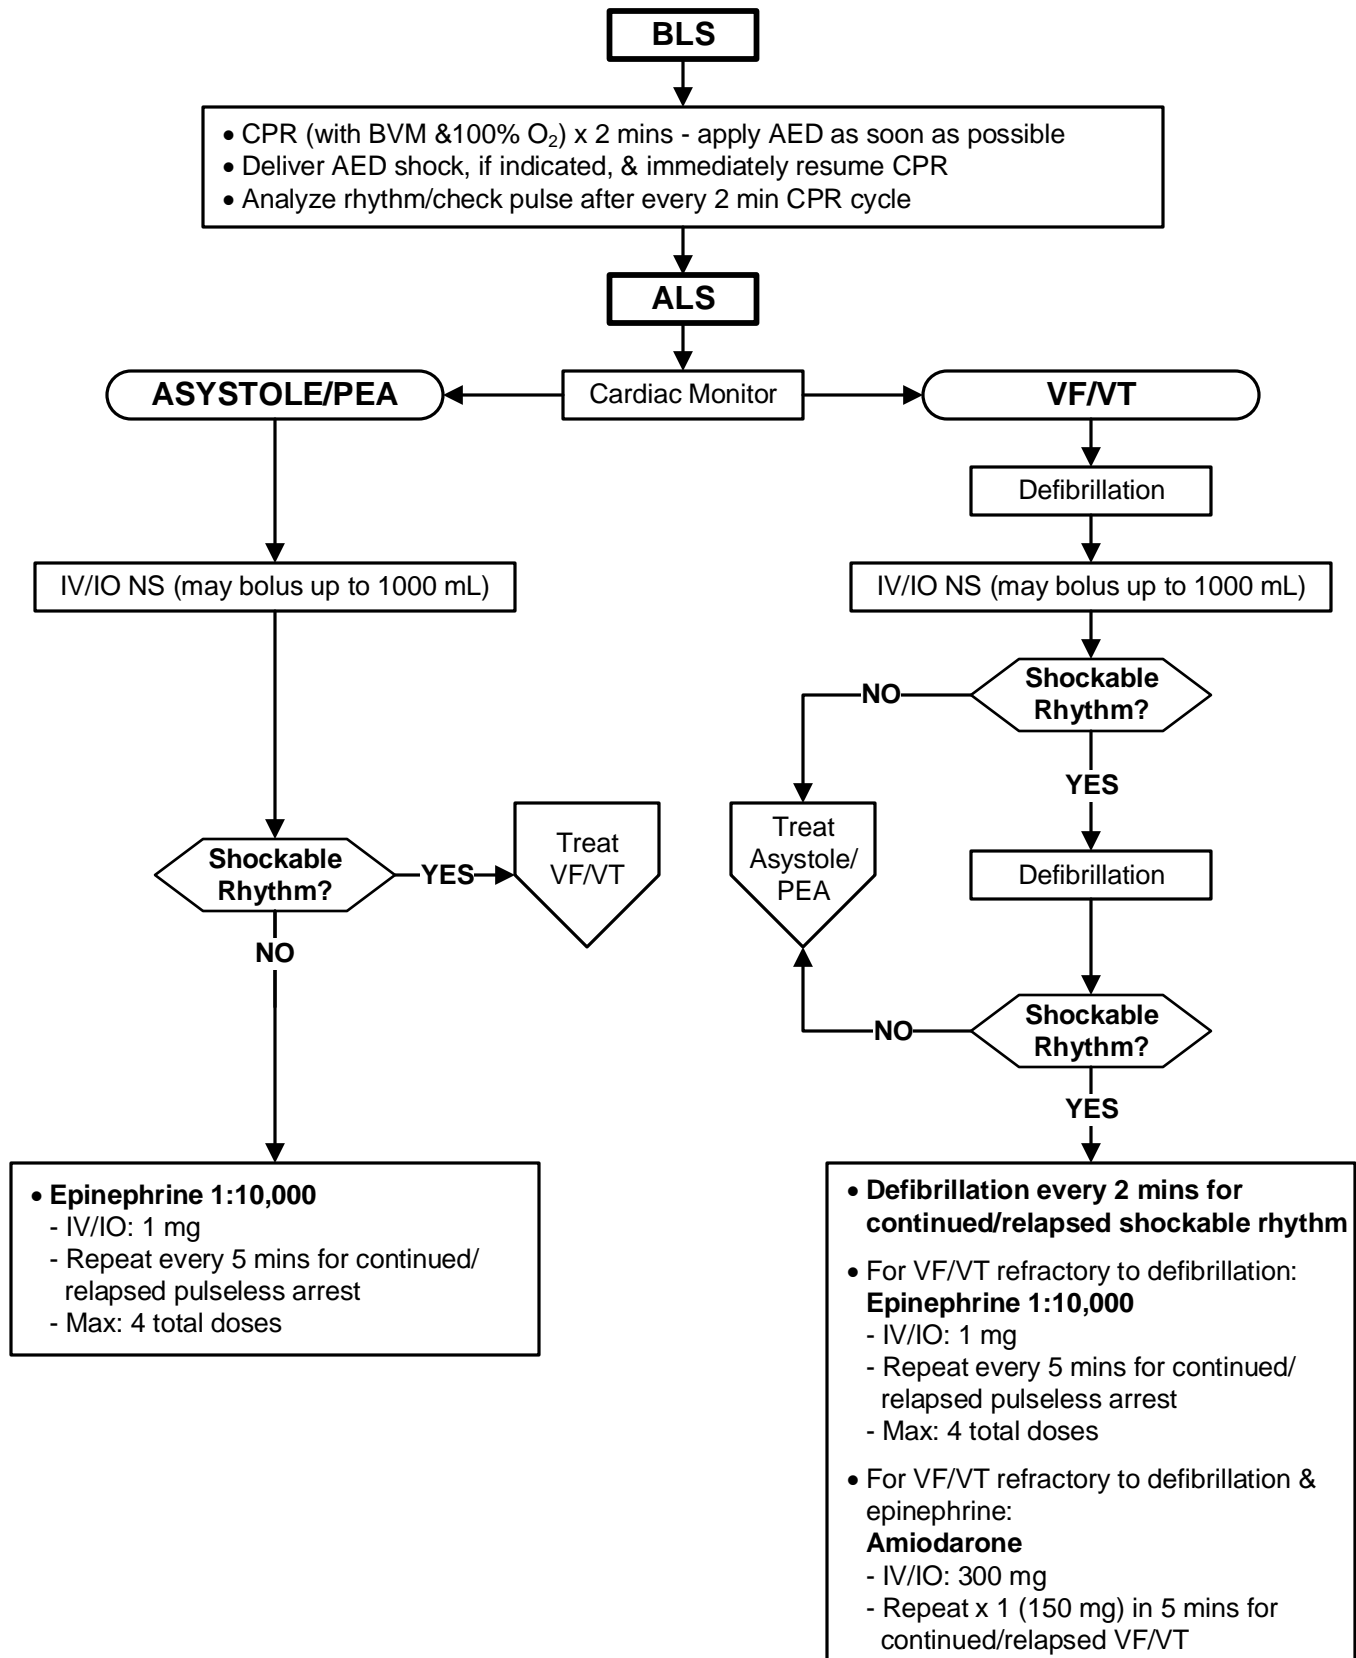 BLS
• CPR (with BVM &100% O₂) x 2 mins - apply AED as soon as possible
• Deliver AED shock, if indicated, & immediately resume CPR
• Analyze rhythm/check pulse after every 2 min CPR cycle
ALS
ASYSTOLE/PEA
Cardiac Monitor
VF/VT
Defibrillation
IV/IO NS (may bolus up to 1000 mL)
IV/IO NS (may bolus up to 1000 mL)
Shockable
Rhythm?
NO
YES
Treat
Asystole/
PEA
Shockable
Rhythm?
YES
Treat
VF/VT
Defibrillation
NO
Shockable
Rhythm?
NO
YES
• Epinephrine 1:10,000
- IV/IO: 1 mg
- Repeat every 5 mins for continued/
relapsed pulseless arrest
- Max: 4 total doses
• Defibrillation every 2 mins for
continued/relapsed shockable rhythm
• For VF/VT refractory to defibrillation:
Epinephrine 1:10,000
- IV/IO: 1 mg
- Repeat every 5 mins for continued/
relapsed pulseless arrest
- Max: 4 total doses
• For VF/VT refractory to defibrillation &
epinephrine:
Amiodarone
- IV/IO: 300 mg
- Repeat x 1 (150 mg) in 5 mins for
continued/relapsed VF/VT